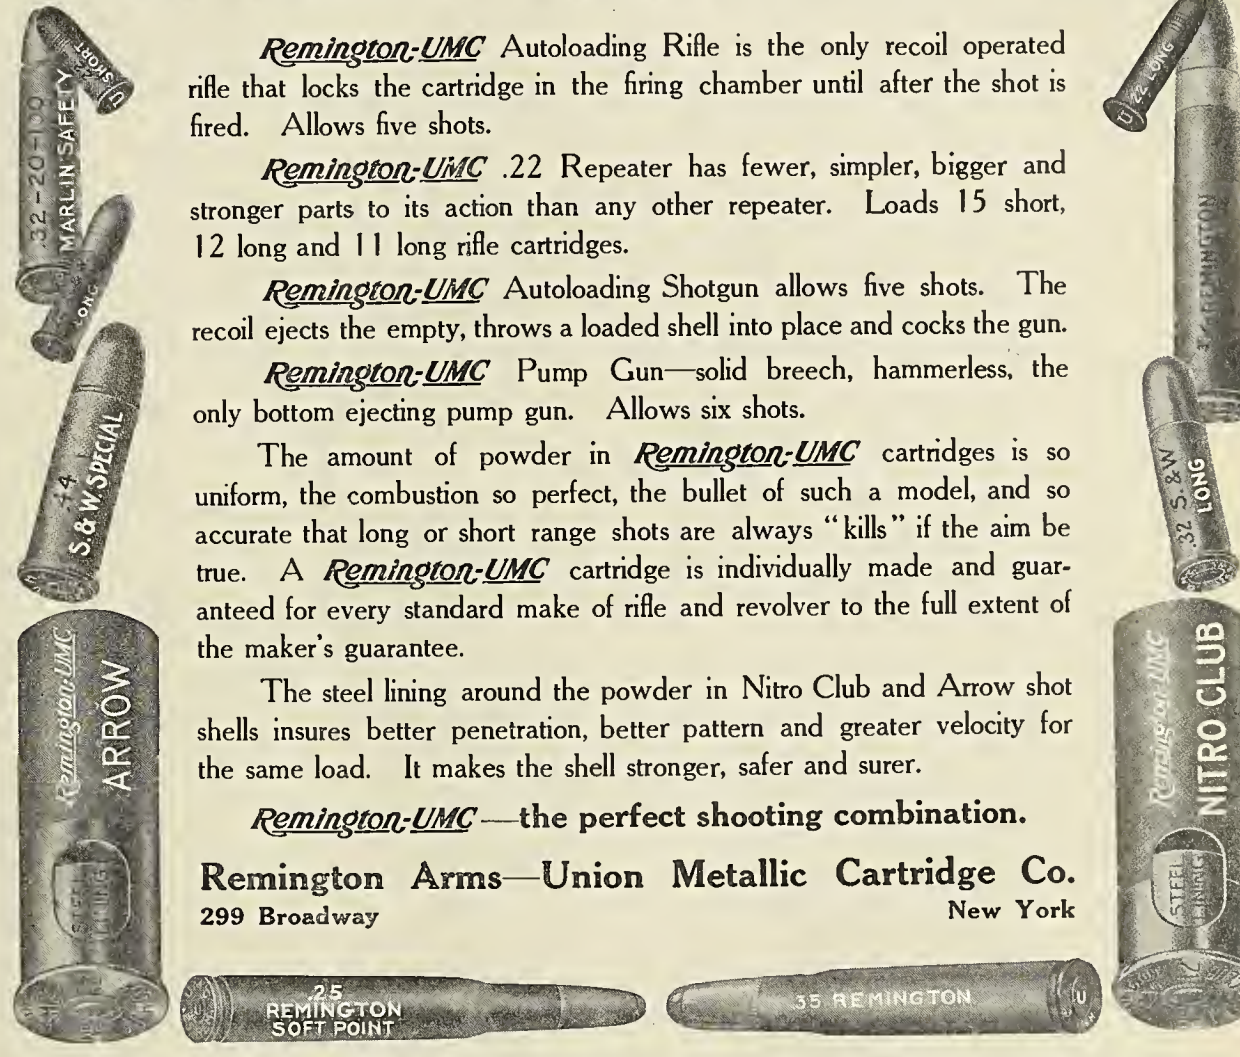 Remington-UMC Autoloading Rifle is the only recoil operated
rifle that locks the cartridge in the firing chamber until after the shot is
fired. Allows five shots.
Remington-UMC .22 Repeater has fewer, simpler, bigger and
stronger parts to its action than any other repeater. Loads 15 short,
12 long and 11 long rifle cartridges.
Remington-UMC Autoloading Shotgun allows five shots. The
recoil ejects the empty, throws a loaded shell into place and cocks the gun.
Remington-UMC Pump Gun—solid breech, hammerless, the
only bottom ejecting pump gun. Allows six shots.
The amount of powder in Remington-UMC cartridges is so
uniform, the combustion so perfect, the bullet of such a model, and so
accurate that long or short range shots are always "kills" if the aim be
true. A Remington-UMC cartridge is individually made and guar-
anteed for every standard make of rifle and revolver to the full extent of
the maker's guarantee.
The steel lining around the powder in Nitro Club and Arrow shot
shells insures better penetration, better pattern and greater velocity for
the same load. It makes the shell stronger, safer and surer.
Remington-UMC—the perfect shooting combination.
Remington Arms—Union Metallic Cartridge Co.
299 Broadway New York
.32-20-100
MARLIN SAFETY
22
SHORT
U
LONG
.44
S.&W. SPECIAL
Remington-UMC
ARROW
STEEL
LINING
.25
REMINGTON
SOFT POINT
.35 REMINGTON
U
22 LONG
U
REMINGTON
.32 S.&W
LONG
Remington-UMC
NITRO CLUB
STEEL
LINING